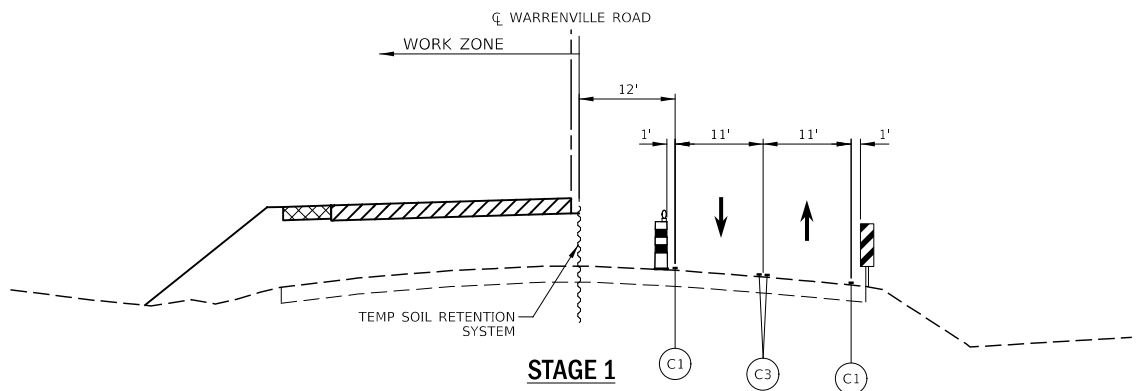 ℄ WARRENVILLE ROAD
WORK ZONE
12'
1'
11'
11'
1'
TEMP SOIL RETENTION
SYSTEM
STAGE 1
C1
C3
C1